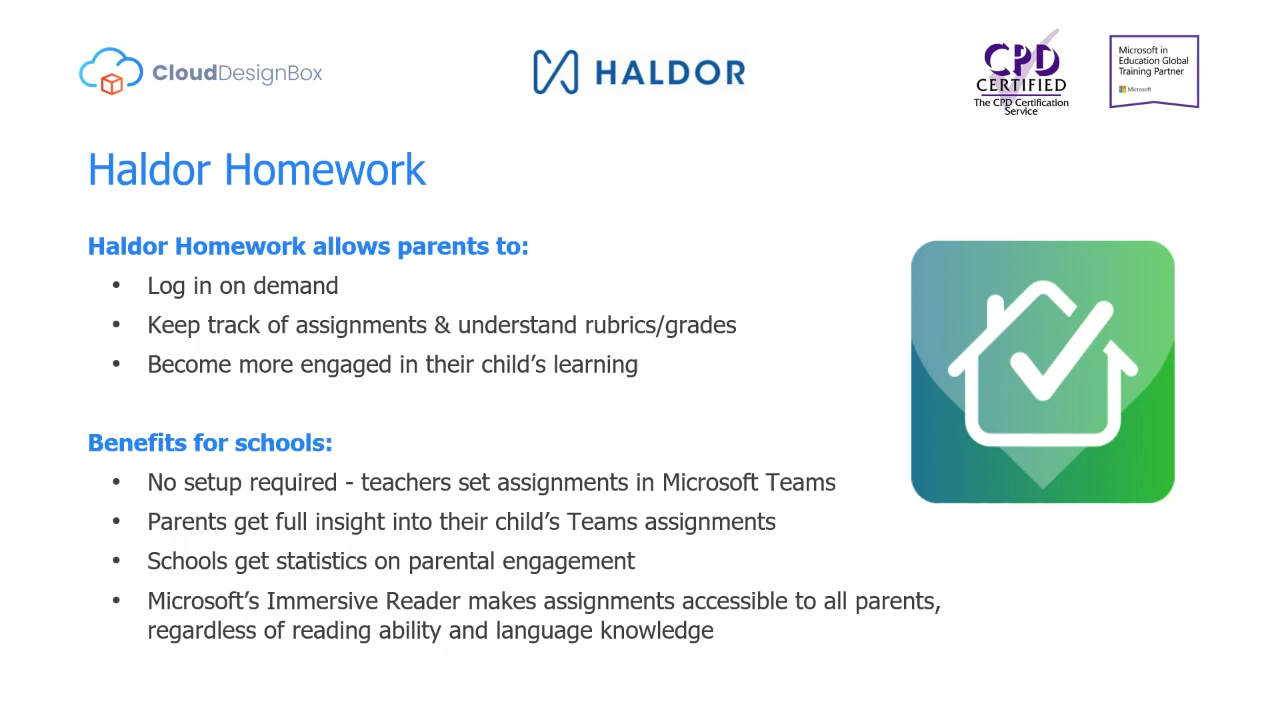 CloudDesignBox
HALDOR
CPD
CERTIFIED
The CPD Certification
Service
Microsoft in
Education Global
Training Partner
Microsoft
Haldor Homework
Haldor Homework allows parents to:
• Log in on demand
• Keep track of assignments & understand rubrics/grades
• Become more engaged in their child’s learning
Benefits for schools:
• No setup required - teachers set assignments in Microsoft Teams
• Parents get full insight into their child’s Teams assignments
• Schools get statistics on parental engagement
• Microsoft’s Immersive Reader makes assignments accessible to all parents,
regardless of reading ability and language knowledge